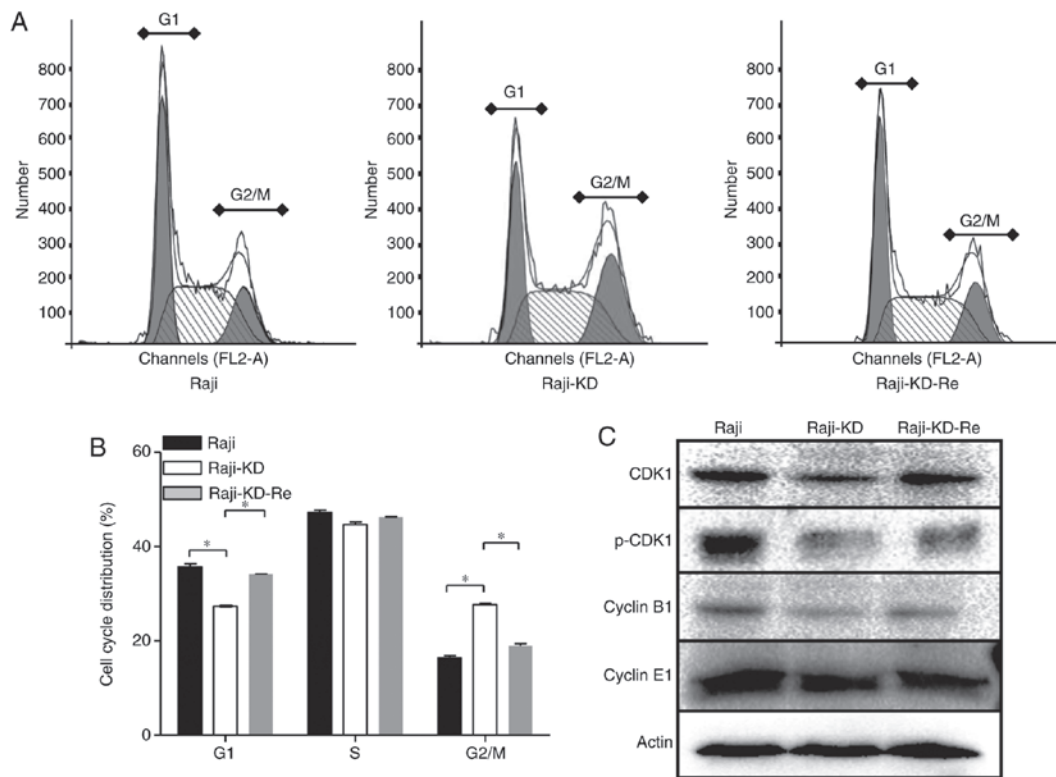 A
G1
G2/M
800
700
600
500
400
300
200
100
Number
Channels (FL2-A)
Raji
G1
G2/M
800
700
600
500
400
300
200
100
Number
Channels (FL2-A)
Raji-KD
G1
G2/M
800
700
600
500
400
300
200
100
Number
Channels (FL2-A)
Raji-KD-Re
B
Raji
Raji-KD
Raji-KD-Re
60
40
20
0
Cell cycle distribution (%)
*
*
*
*
G1 S G2/M
C
Raji Raji-KD Raji-KD-Re
CDK1
p-CDK1
Cyclin B1
Cyclin E1
Actin